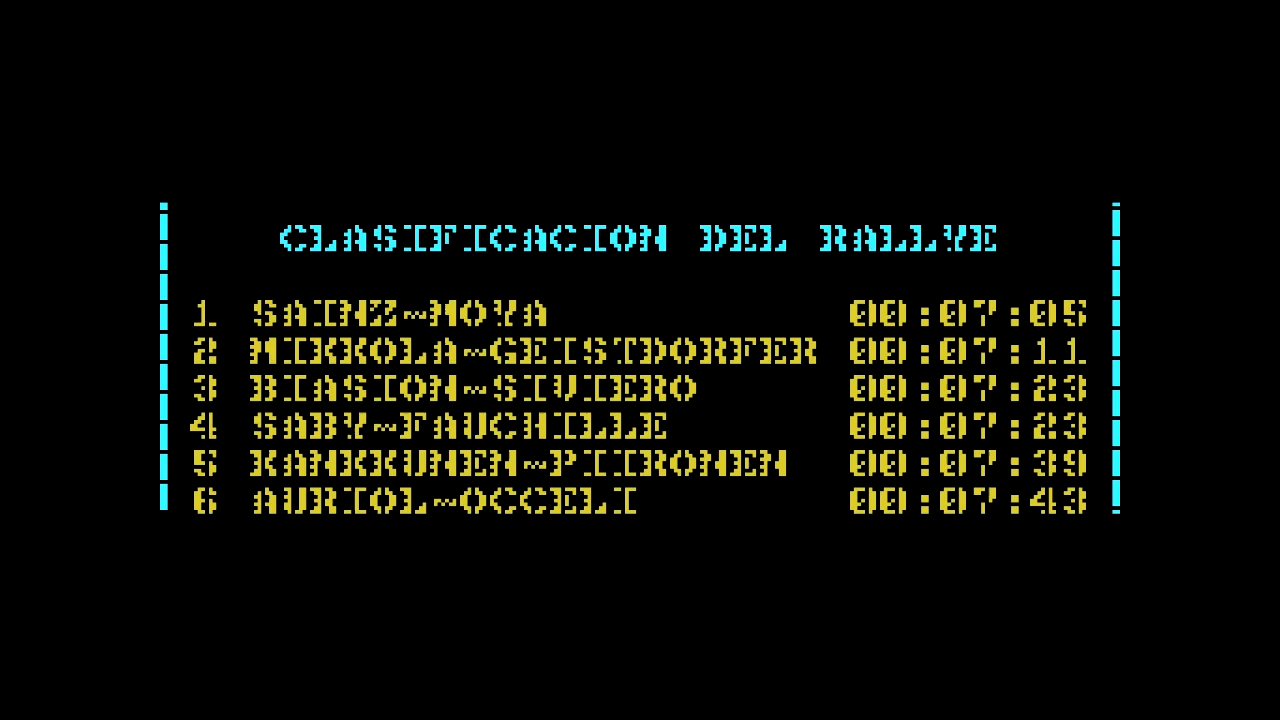 CLASIFICACION DEL RALLYE
1 SAINZ~MOYA 00:07:05
2 MIKKOLA~GEISTDORFER 00:07:11
3 BIASION~SIVIERO 00:07:23
4 SABY~FAUCHILLE 00:07:23
5 KANKKUNEN~PIIRONEN 00:07:39
6 AURIOL~OCCELI 00:07:43